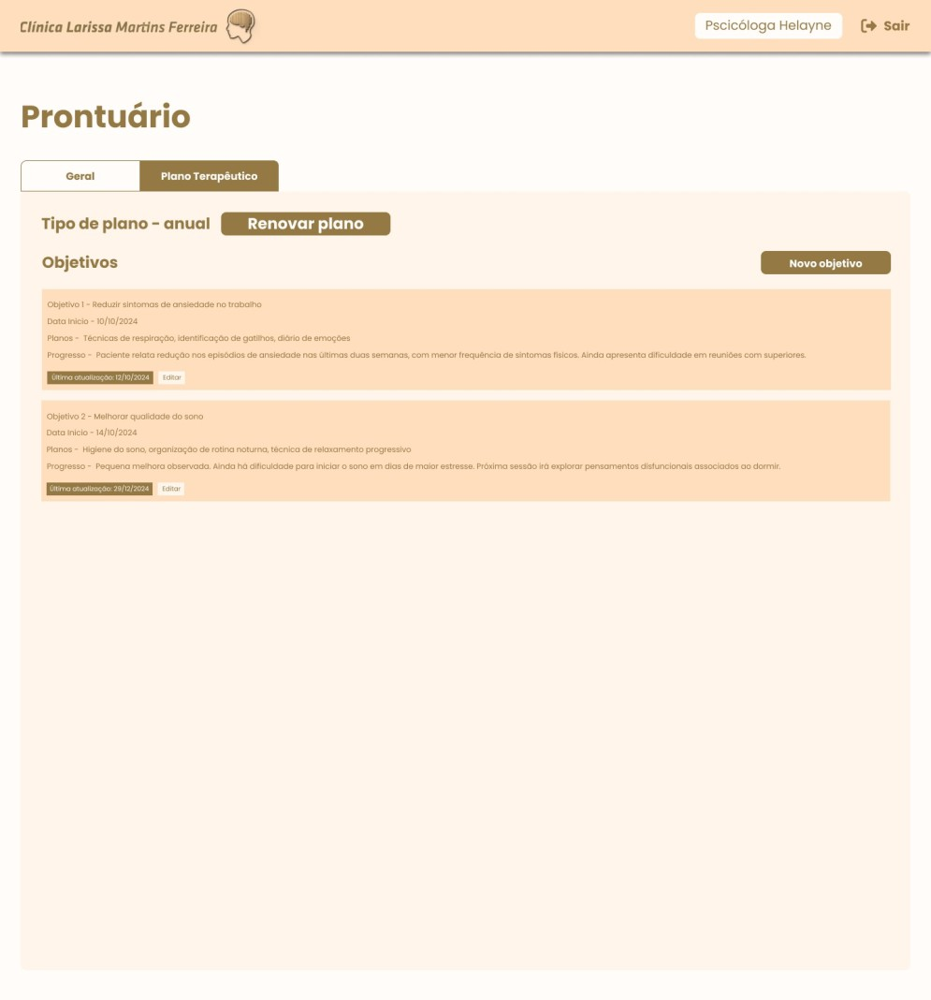 Clínica Larissa Martins Ferreira
Pscicóloga Helayne
Sair
Prontuário
Geral
Plano Terapêutico
Tipo de plano - anual
Renovar plano
Objetivos
Novo objetivo
Objetivo 1 - Reduzir sintomas de ansiedade no trabalho
Data Inicio - 10/10/2024
Planos - Técnicas de respiração, identificação de gatilhos, diário de emoções
Progresso - Paciente relata redução nos episódios de ansiedade nas últimas duas semanas, com menor frequência de sintomas físicos. Ainda apresenta dificuldade em reuniões com superiores.
Última atualização: 12/10/2024
Editar
Objetivo 2 - Melhorar qualidade do sono
Data Inicio - 14/10/2024
Planos - Higiene do sono, organização de rotina noturna, técnica de relaxamento progressivo
Progresso - Pequena melhora observada. Ainda há dificuldade para iniciar o sono em dias de maior estresse. Próxima sessão irá explorar pensamentos disfuncionais associados ao dormir.
Última atualização: 29/12/2024
Editar